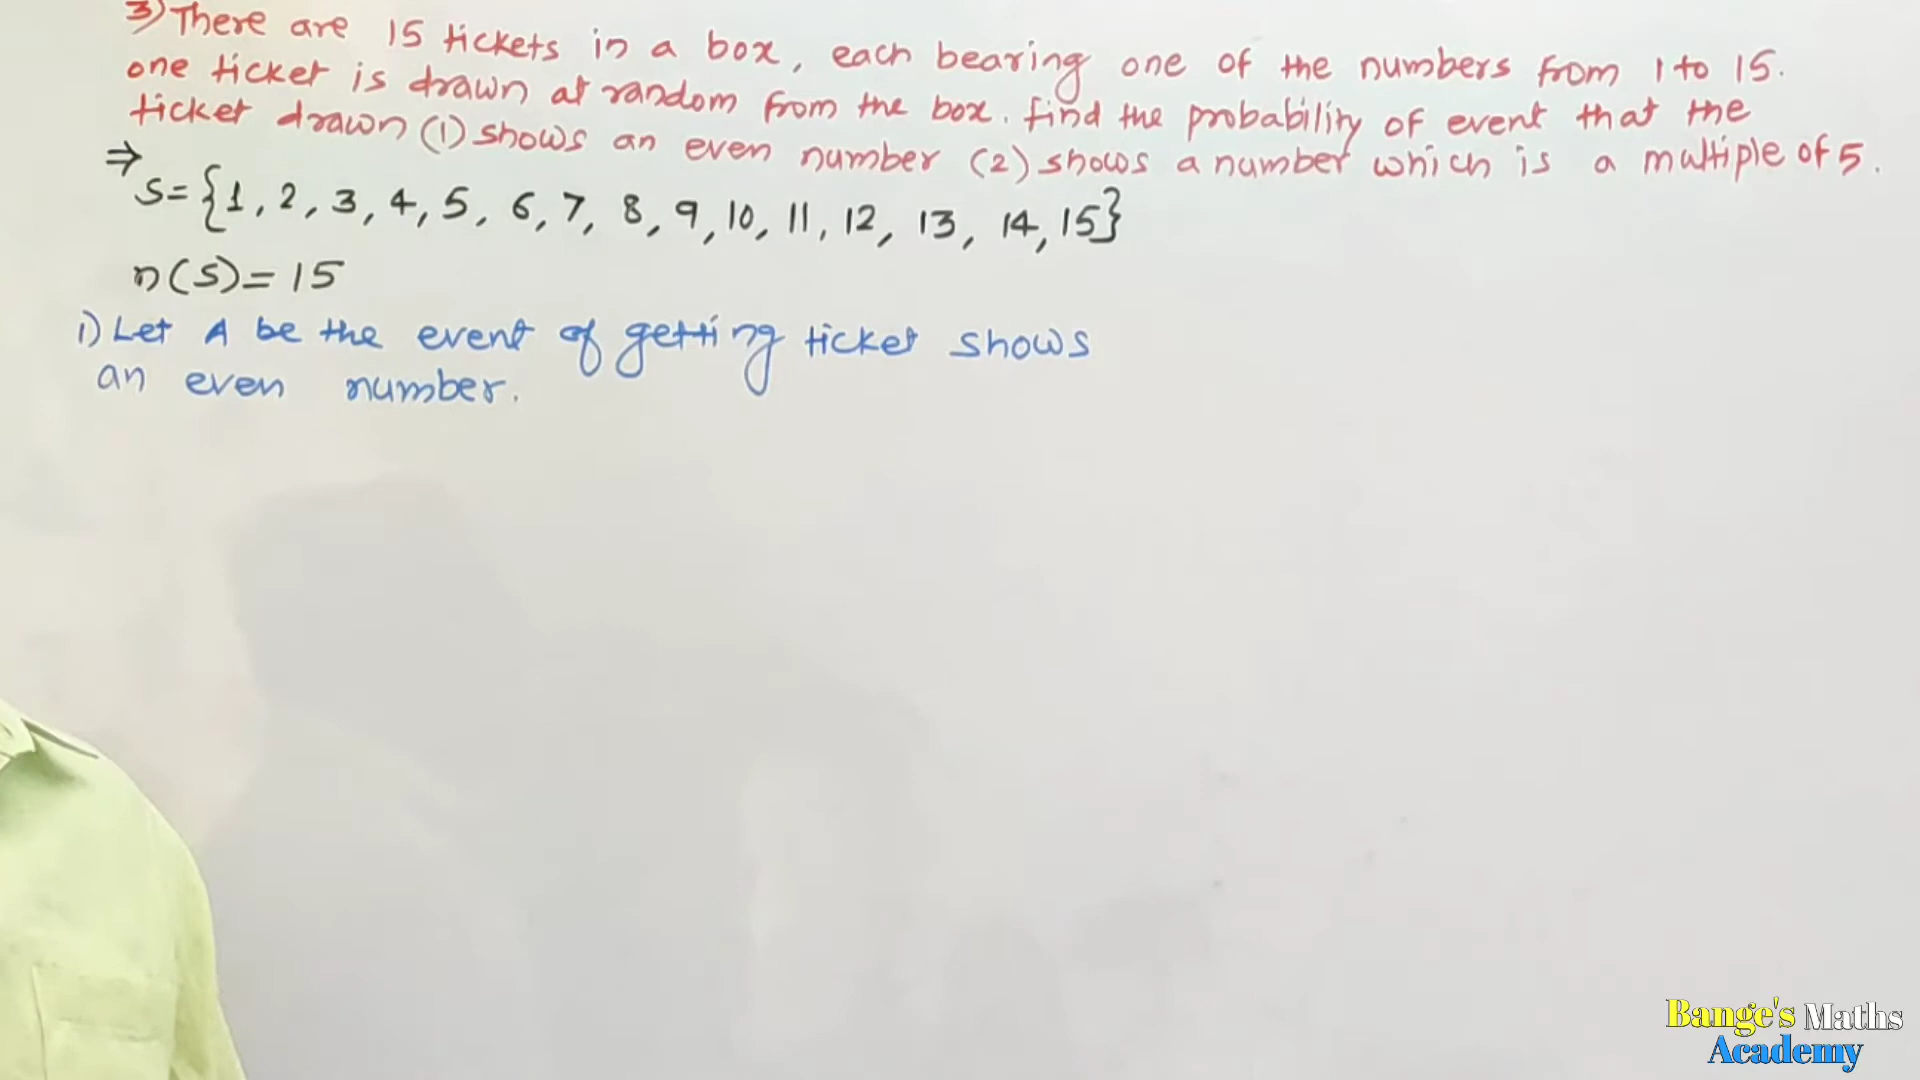 3) There are 15 tickets in a box, each bearing one of the numbers from 1 to 15.
one ticket is drawn at random from the box. find the probability of event that the
ticket drawn (1) shows an even number (2) shows a number which is a multiple of 5.
⇒ S = {1, 2, 3, 4, 5, 6, 7, 8, 9, 10, 11, 12, 13, 14, 15}
n(S) = 15
1) Let A be the event of getting ticket shows
an even number.
Bange's Maths
Academy